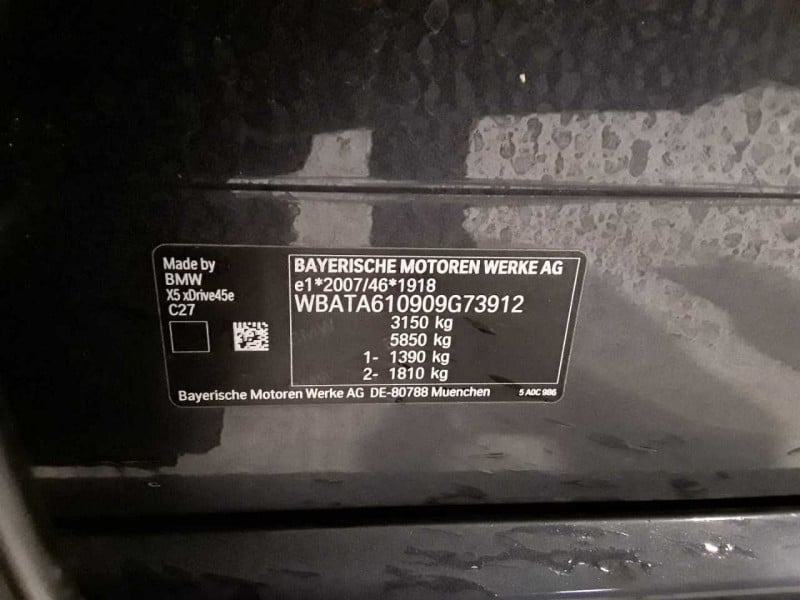 Made by
BMW
X5 xDrive45e
C27
BAYERISCHE MOTOREN WERKE AG
e1*2007/46*1918
WBATA610909G73912
3150 kg
5850 kg
1- 1390 kg
2- 1810 kg
Bayerische Motoren Werke AG DE-80788 Muenchen
5 A0C 986